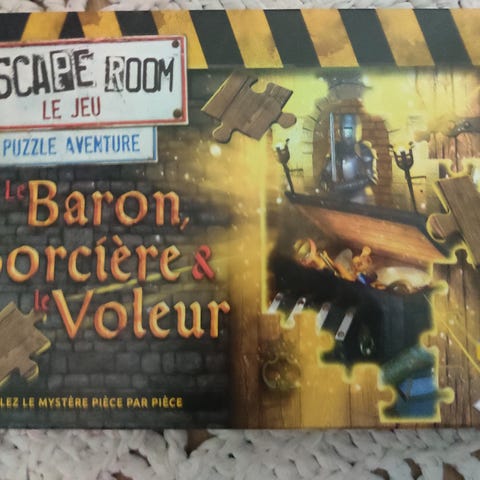 SCAPE ROOM
LE JEU
PUZZLE AVENTURE
Le Baron,
orcière &
le Voleur
LEZ LE MYSTÈRE PIÈCE PAR PIÈCE